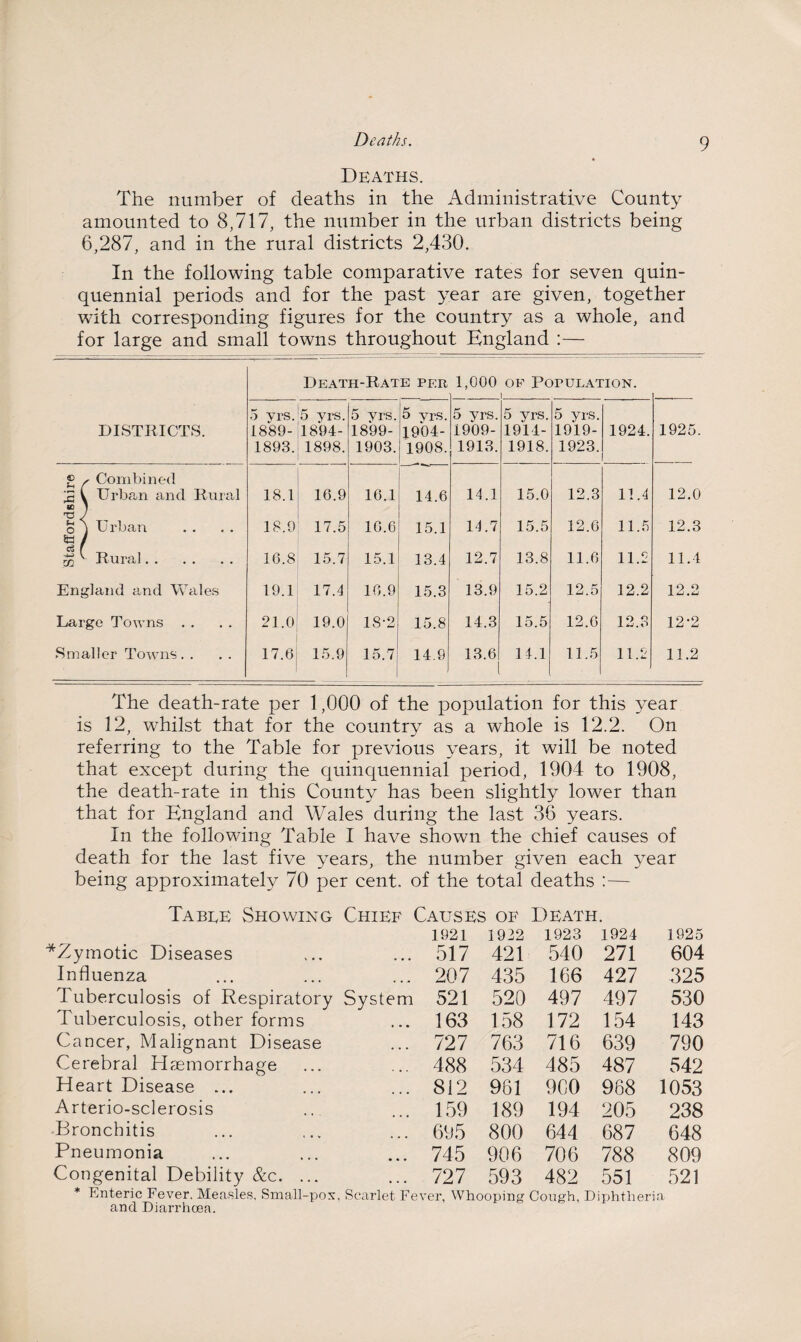 Deaths. 9
DEATHS.
The number of deaths in the Administrative County
amounted to 8,717, the number in the urban districts being
6,287, and in the rural districts 2,430.
In the following table comparative rates for seven quin-
quennial periods and for the past year are given, together
with corresponding figures for the country as a whole, and
for large and small towns throughout England :—
DEATH-RATE PER 1,000 OF POPULATION.
DISTRICTS. 5 yrs. 1889-1893. 5 yrs. 1894-1898. 5 yrs. 1899-1903. 5 yrs. 1904-1908. 5 yrs. 1909-1913. 5 yrs. 1914-1918. 5 yrs. 1919-1923. 1924. 1925.
Staffordshire
Combined
Urban and Rural 18.1 16.9 16.1 14.6 14.1 15.0 12.3 11.4 12.0
Urban .. .. 18.9 17.5 16.6 15.1 14.7 15.5 12.6 11.5 12.3
Rural .. .. .. 16.8 15.7 15.1 13.4 12.7 13.8 11.6 11.2 11.4
England and Wales 19.1 17.4 16.9 15.3 13.9 15.2 12.5 12.2 12.2
Large Towns .. .. 21.0 19.0 18·2 15.8 14.3 15.5 12.6 12.3 12·2
Smaller Towns .. .. 17.6 15.9 15.7 14.9 13.6 14.1 11.5 11.2 11.2
The death-rate per 1,000 of the population for this year
is 12, whilst that for the country as a whole is 12.2. On
referring to the Table for previous years, it will be noted
that except during the quinquennial period, 1904 to 1908,
the death-rate in this County has been slightly lower than
that for England and Wales during the last 36 years.
In the following Table I have shown the chief causes of
death for the last five years, the number given each year
being approximately 70 per cent. of the total deaths :—
TABLE SHOWING CHIEF CAUSES OF DEATH.
1921 1922 1923 1924 1925
*Zymotic Diseases ... ... 517 421 540 271 604
Influenza ... ... ... 207 435 166 427 325
Tuberculosis of Respiratory System 521 520 497 497 530
Tuberculosis, other forms ... 163 158 172 154 143
Cancer, Malignant Disease ... 727 763 716 639 790
Cerebral Hæmorrhage ... ... 488 534 485 487 542
Heart Disease ... ... ... 812 961 960 968 1053
Arterio-sclerosis .. ... 159 189 194 205 238
Bronchitis ... ... ... 695 800 644 687 648
Pneumonia ... ... ... 745 906 706 788 809
Congenital Debility &c. ... ... 727 593 482 551 521
* Enteric Fever, Measles, Small-pox, Scarlet Fever, Whooping Cough, Diphtheria
and Diarrhœa.